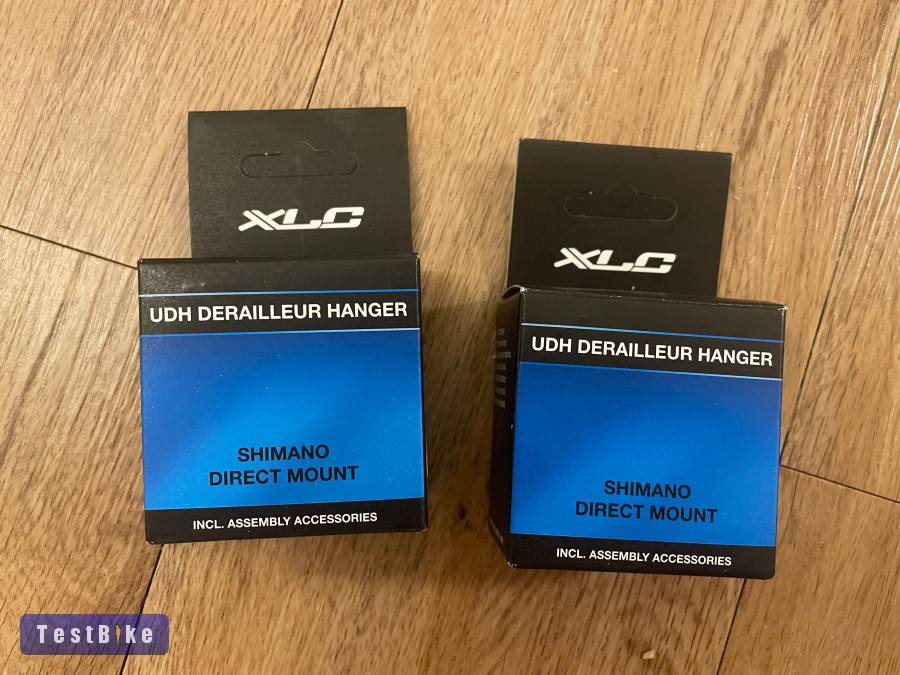 XLC
UDH DERAILLEUR HANGER
SHIMANO
DIRECT MOUNT
INCL. ASSEMBLY ACCESSORIES
XLC
UDH DERAILLEUR HANGER
SHIMANO
DIRECT MOUNT
INCL. ASSEMBLY ACCESSORIES
TestBike